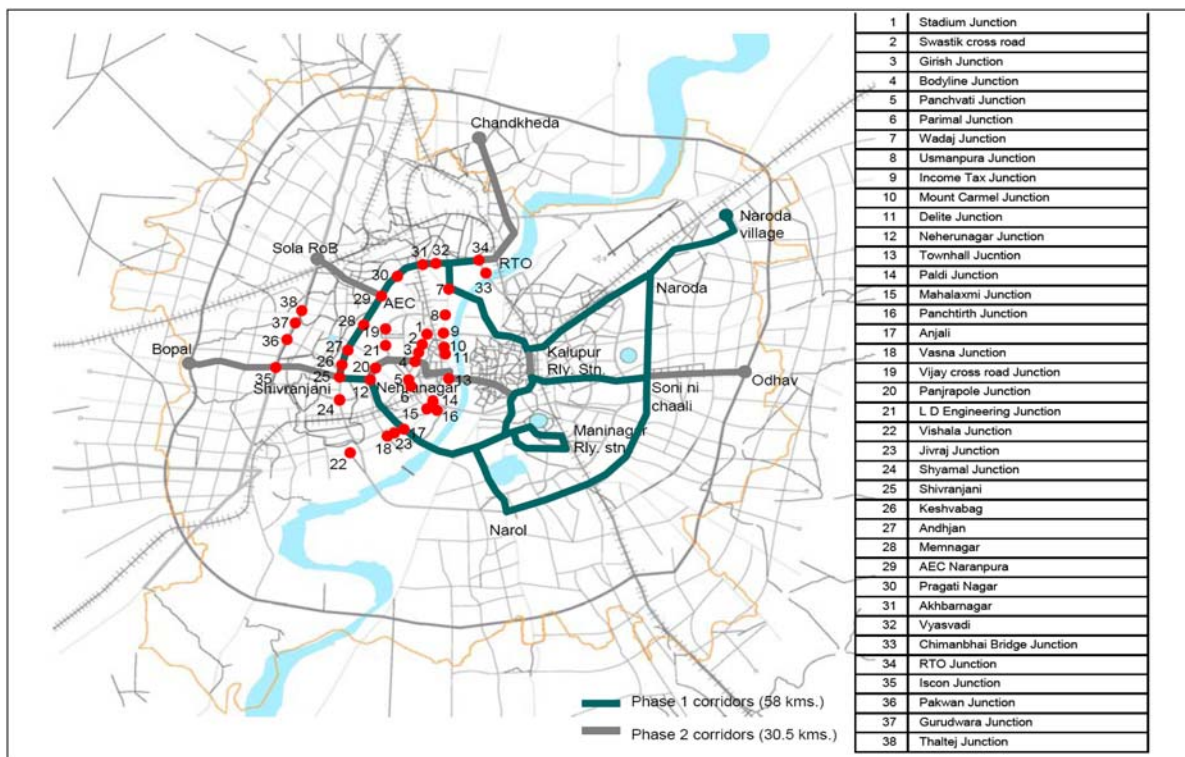 Chandkheda
Naroda
village
Sola RoB
31
32
34
RTO
33
30
29
AEC
7
Naroda
38
37
36
28
19
8
1
2
9
10
3
11
21
27
4
Kalupur
Rly. Stn.
Bopal
26
20
25
35
Shivranjani
12
Nehrunagar
5
6
13
Soni ni
chaali
Odhav
24
14
15
16
17
18
23
22
Maninagar
Rly. stn
Narol
Phase 1 corridors (58 kms.)
Phase 2 corridors (30.5 kms.)
1 Stadium Junction
2 Swastik cross road
3 Girish Junction
4 Bodyline Junction
5 Panchvati Junction
6 Parimal Junction
7 Wadaj Junction
8 Usmanpura Junction
9 Income Tax Junction
10 Mount Carmel Junction
11 Delite Junction
12 Neherunagar Junction
13 Townhall Jucntion
14 Paldi Junction
15 Mahalaxmi Junction
16 Panchtirth Junction
17 Anjali
18 Vasna Junction
19 Vijay cross road Junction
20 Panjrapole Junction
21 L D Engineering Junction
22 Vishala Junction
23 Jivraj Junction
24 Shyamal Junction
25 Shivranjani
26 Keshvabag
27 Andhjan
28 Memnagar
29 AEC Naranpura
30 Pragati Nagar
31 Akhbarnagar
32 Vyasvadi
33 Chimanbhai Bridge Junction
34 RTO Junction
35 Iscon Junction
36 Pakwan Junction
37 Gurudwara Junction
38 Thaltej Junction